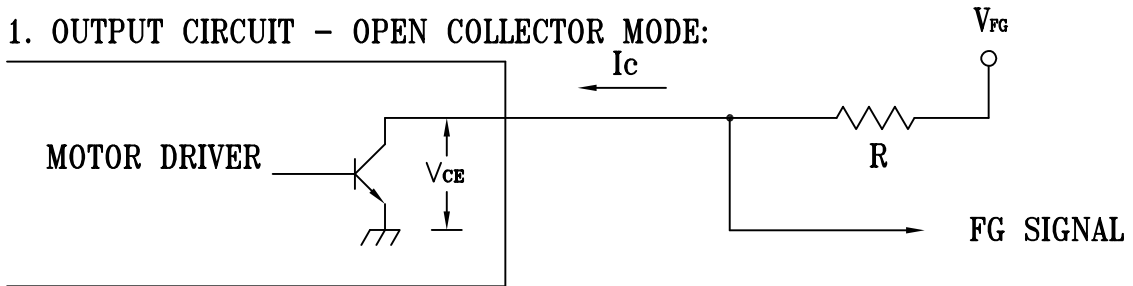 1. OUTPUT CIRCUIT – OPEN COLLECTOR MODE:
VFG
Ic
MOTOR DRIVER
VCE
R
FG SIGNAL